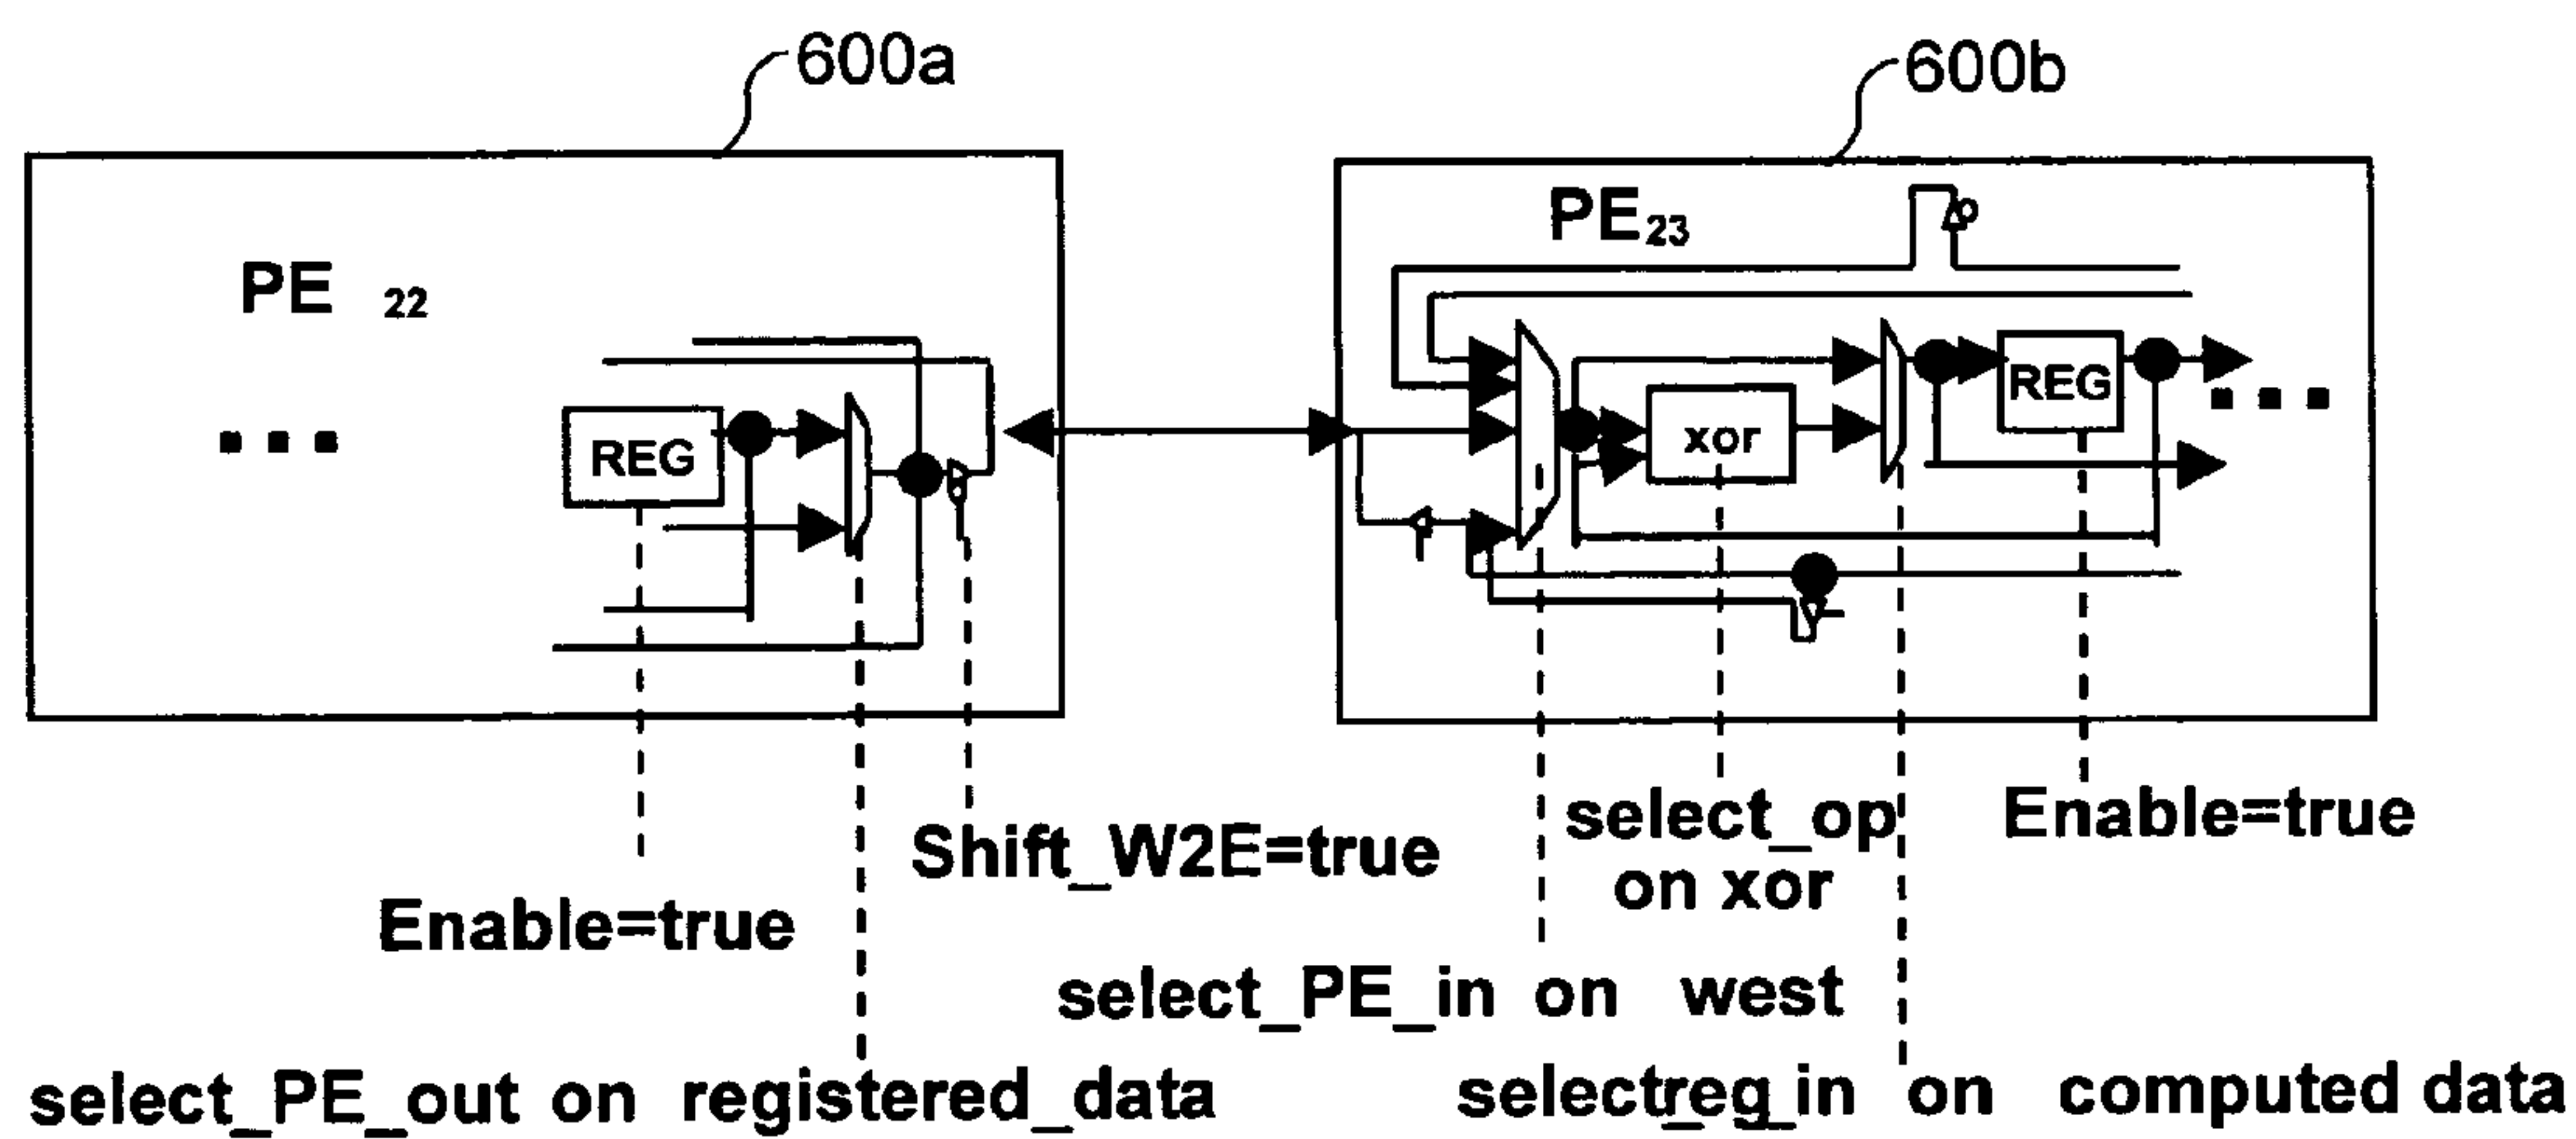 600a
600b
PE 22
PE23
REG
xor
REG
REG
Enable=true
Shift_W2E=true
select_op
on xor
Enable=true
select_PE_in on west
select_PE_out on registered_data
selectreg_in on computed data